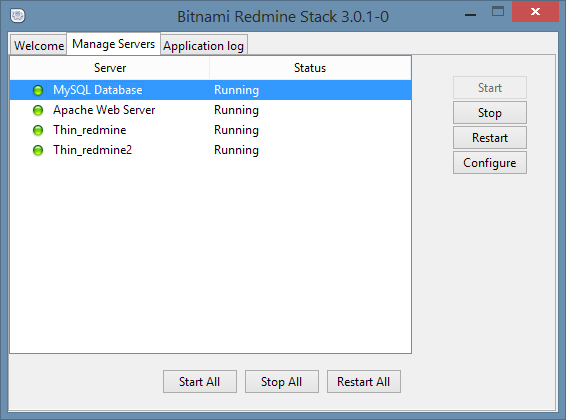 Bitnami Redmine Stack 3.0.1-0
Welcome Manage Servers Application log
Server Status
MySQL Database Running
Apache Web Server Running
Thin_redmine Running
Thin_redmine2 Running
Start
Stop
Restart
Configure
Start All Stop All Restart All